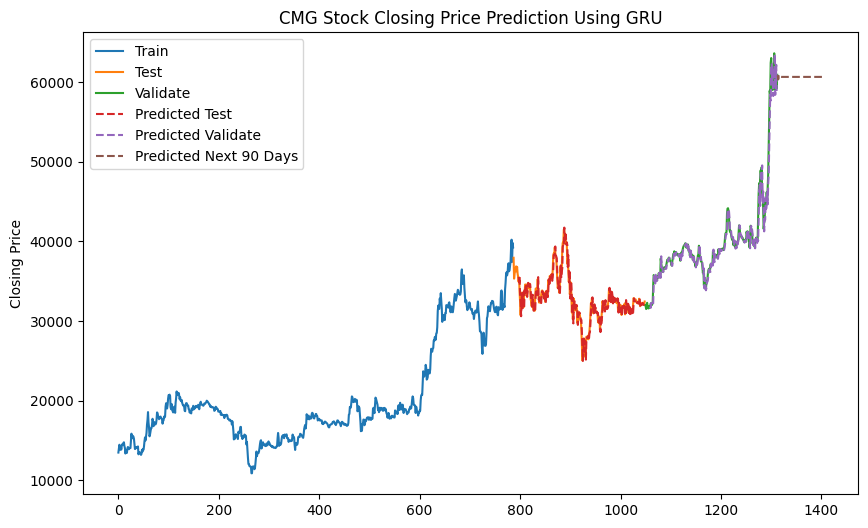 CMG Stock Closing Price Prediction Using GRU
Train
Test
Validate
Predicted Test
Predicted Validate
Predicted Next 90 Days
Closing Price
60000
50000
40000
30000
20000
10000
0 200 400 600 800 1000 1200 1400